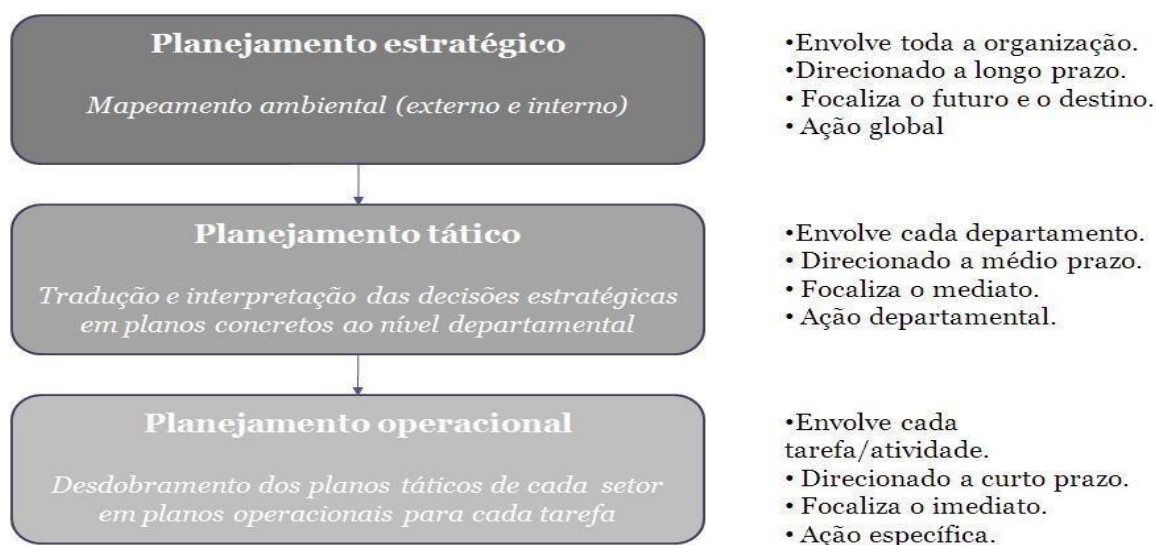 Planejamento estratégico
Mapeamento ambiental (externo e interno)
•Envolve toda a organização.
•Direcionado a longo prazo.
• Focaliza o futuro e o destino.
• Ação global
Planejamento tático
Tradução e interpretação das decisões estratégicas
em planos concretos ao nível departamental
•Envolve cada departamento.
• Direcionado a médio prazo.
• Focaliza o mediato.
• Ação departamental.
Planejamento operacional
Desdobramento dos planos táticos de cada setor
em planos operacionais para cada tarefa
•Envolve cada
tarefa/atividade.
• Direcionado a curto prazo.
• Focaliza o imediato.
• Ação específica.